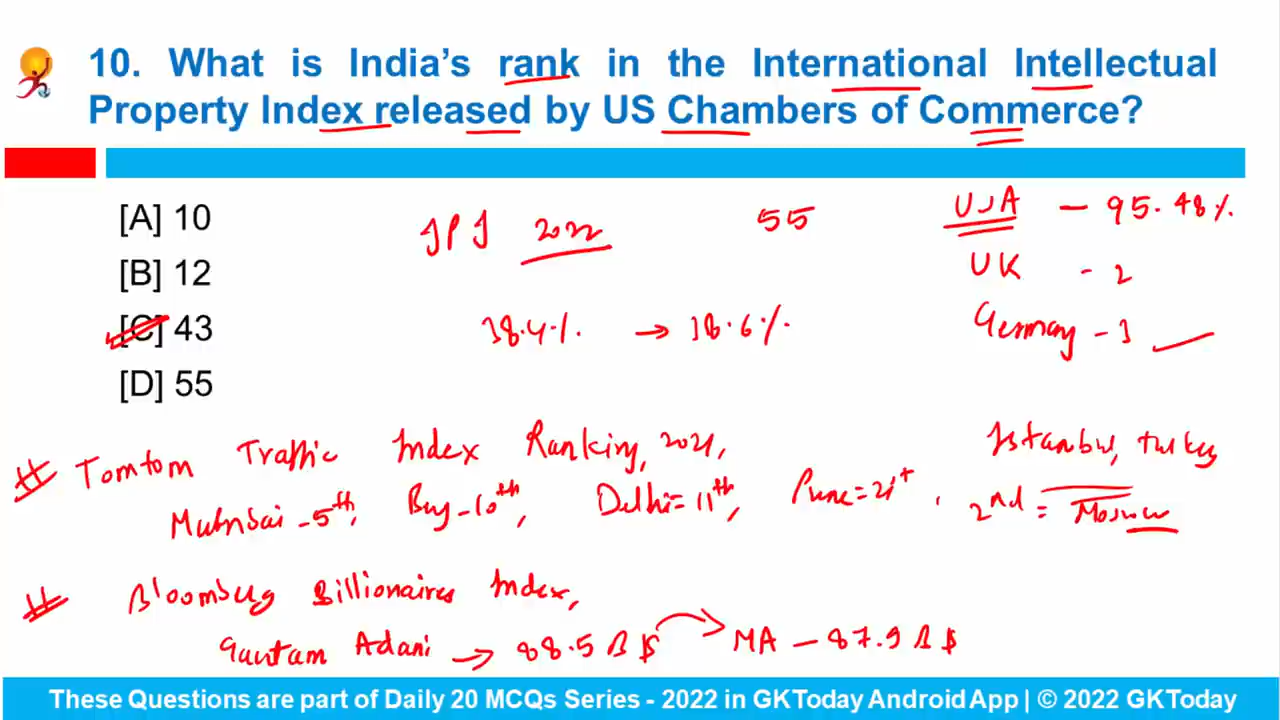 10. What is India's rank in the International Intellectual
Property Index released by US Chambers of Commerce?
[A] 10
[B] 12
[C] 43
[D] 55
IPI 2022 55
USA - 95.48%
UK - 2
Germany - 3
38.4% → 38.6%
# Tomtom Traffic Index Ranking, 2021, Istanbul, Turkey
Mumbai - 5th, Delhi = 11th, Pune = 21st, 2nd = Moscow
# Bloomberg Billionaires Index,
Gautam Adani → 88.5 B $ MA - 87.9 B $
These Questions are part of Daily 20 MCQs Series - 2022 in GKToday Android App | © 2022 GKToday